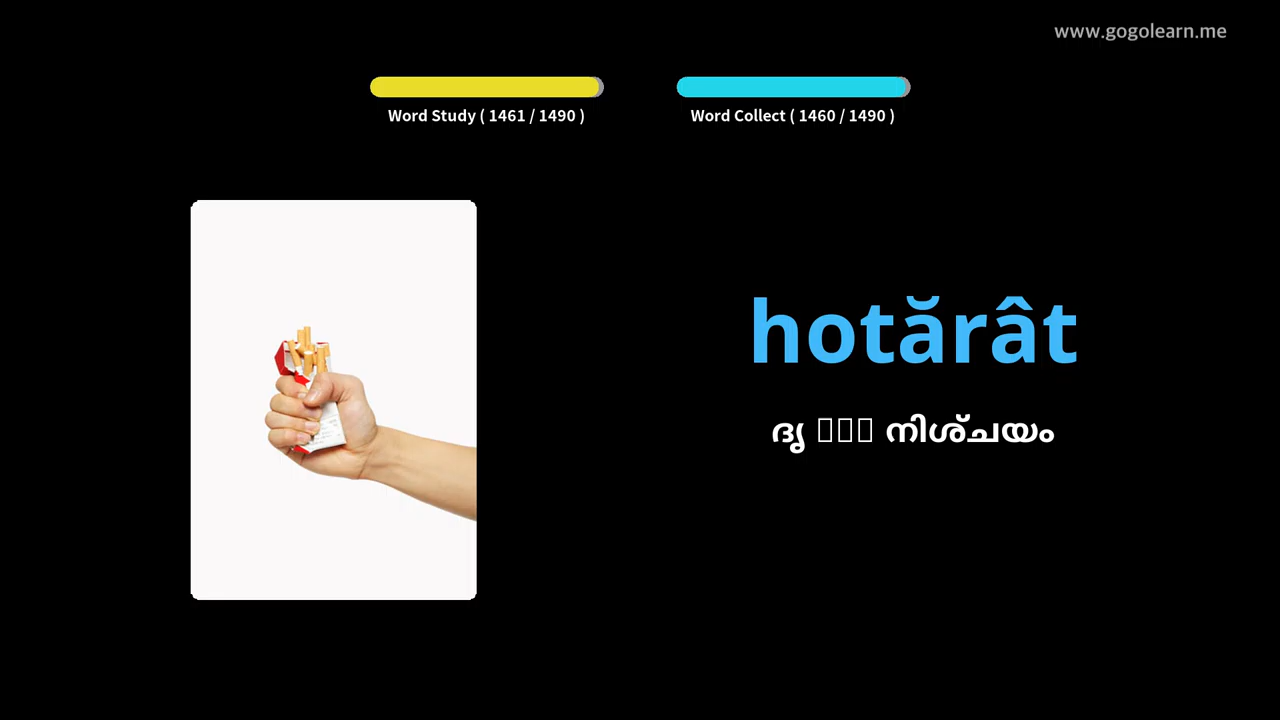 www.gogolearn.me
Word Study ( 1461 / 1490 )
Word Collect ( 1460 / 1490 )
hotărât
ദൃ നിശ്ചയം